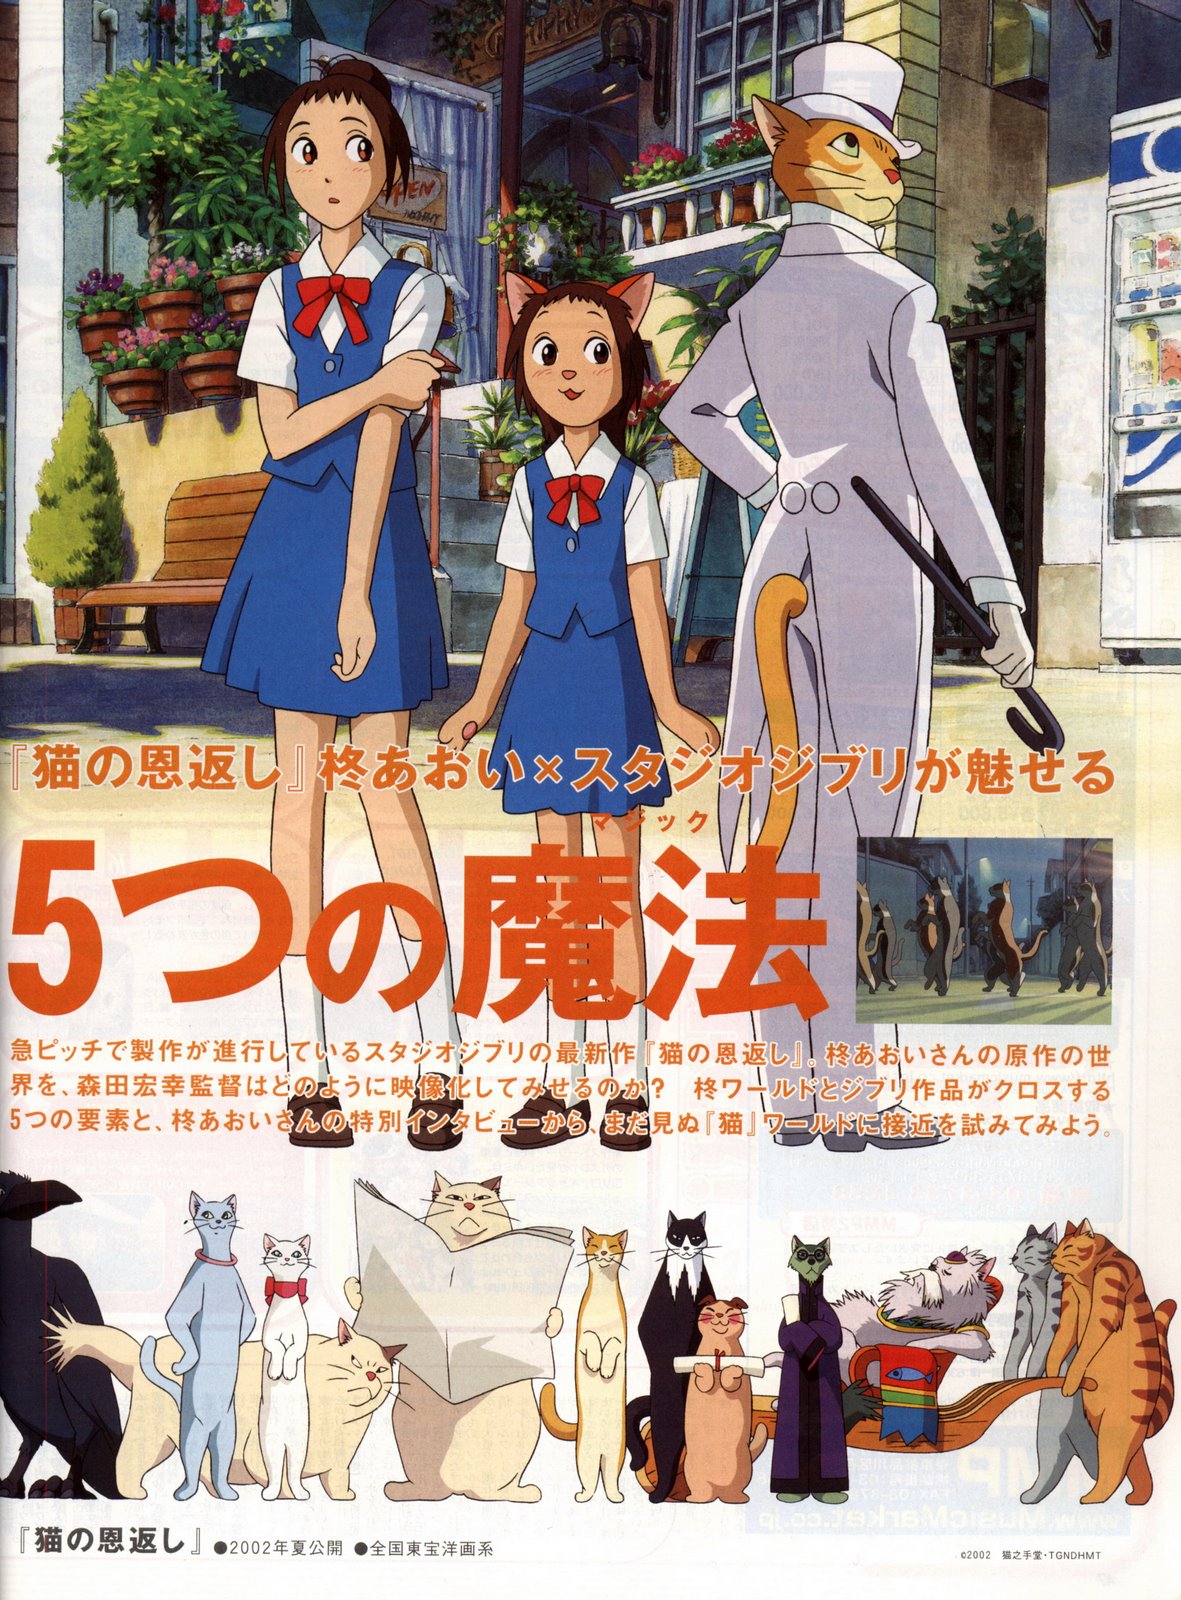 OPEN
『猫の恩返し』柊あおい×スタジオジブリが魅せる
マジック
5つの魔法
急ピッチで製作が進行しているスタジオジブリの最新作『猫の恩返し』。柊あおいさんの原作の世
界を、森田宏幸監督はどのように映像化してみせるのか?　柊ワールドとジブリ作品がクロスする
5つの要素と、柊あおいさんの特別インタビューから、まだ見ぬ『猫』ワールドに接近を試みてみよう。
『猫の恩返し』 ●2002年夏公開 ●全国東宝洋画系
©2002 猫之手堂・TGNDHMT